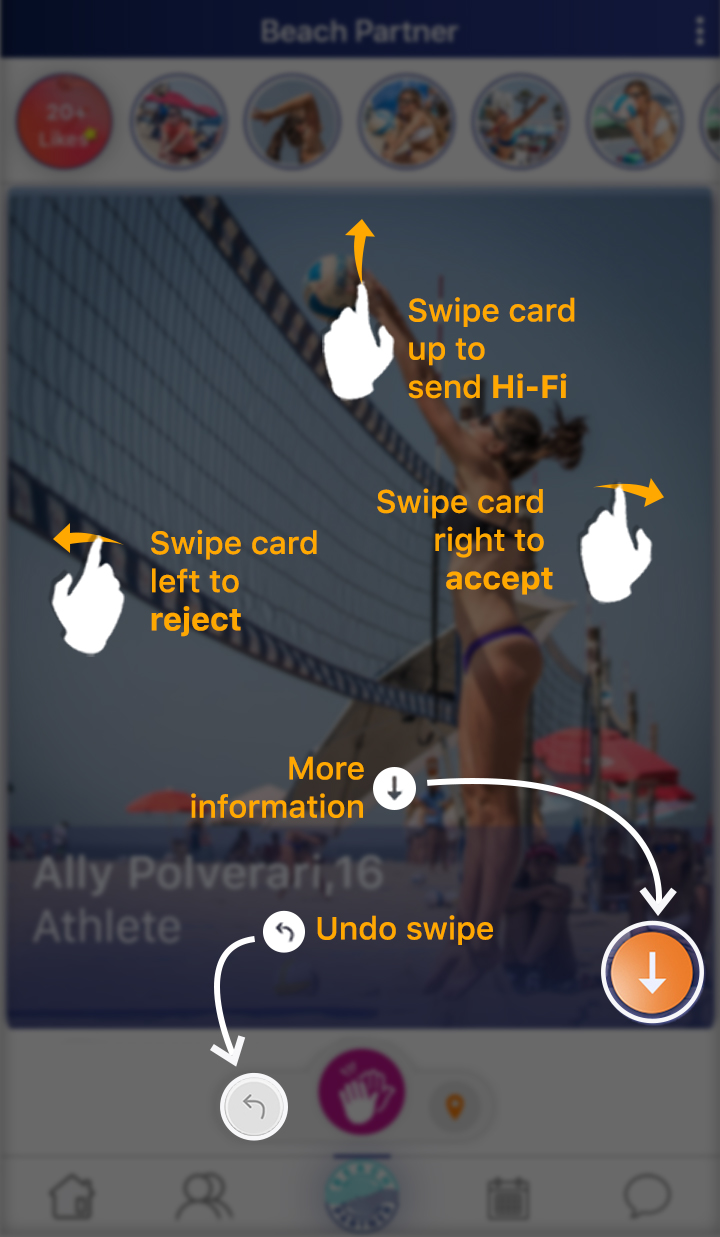 Beach Partner
20+
Likes
Swipe card
up to
send Hi-Fi
Swipe card
right to
accept
Swipe card
left to
reject
More
information
Ally Polverari,16
Athlete
Undo swipe
PARTNER